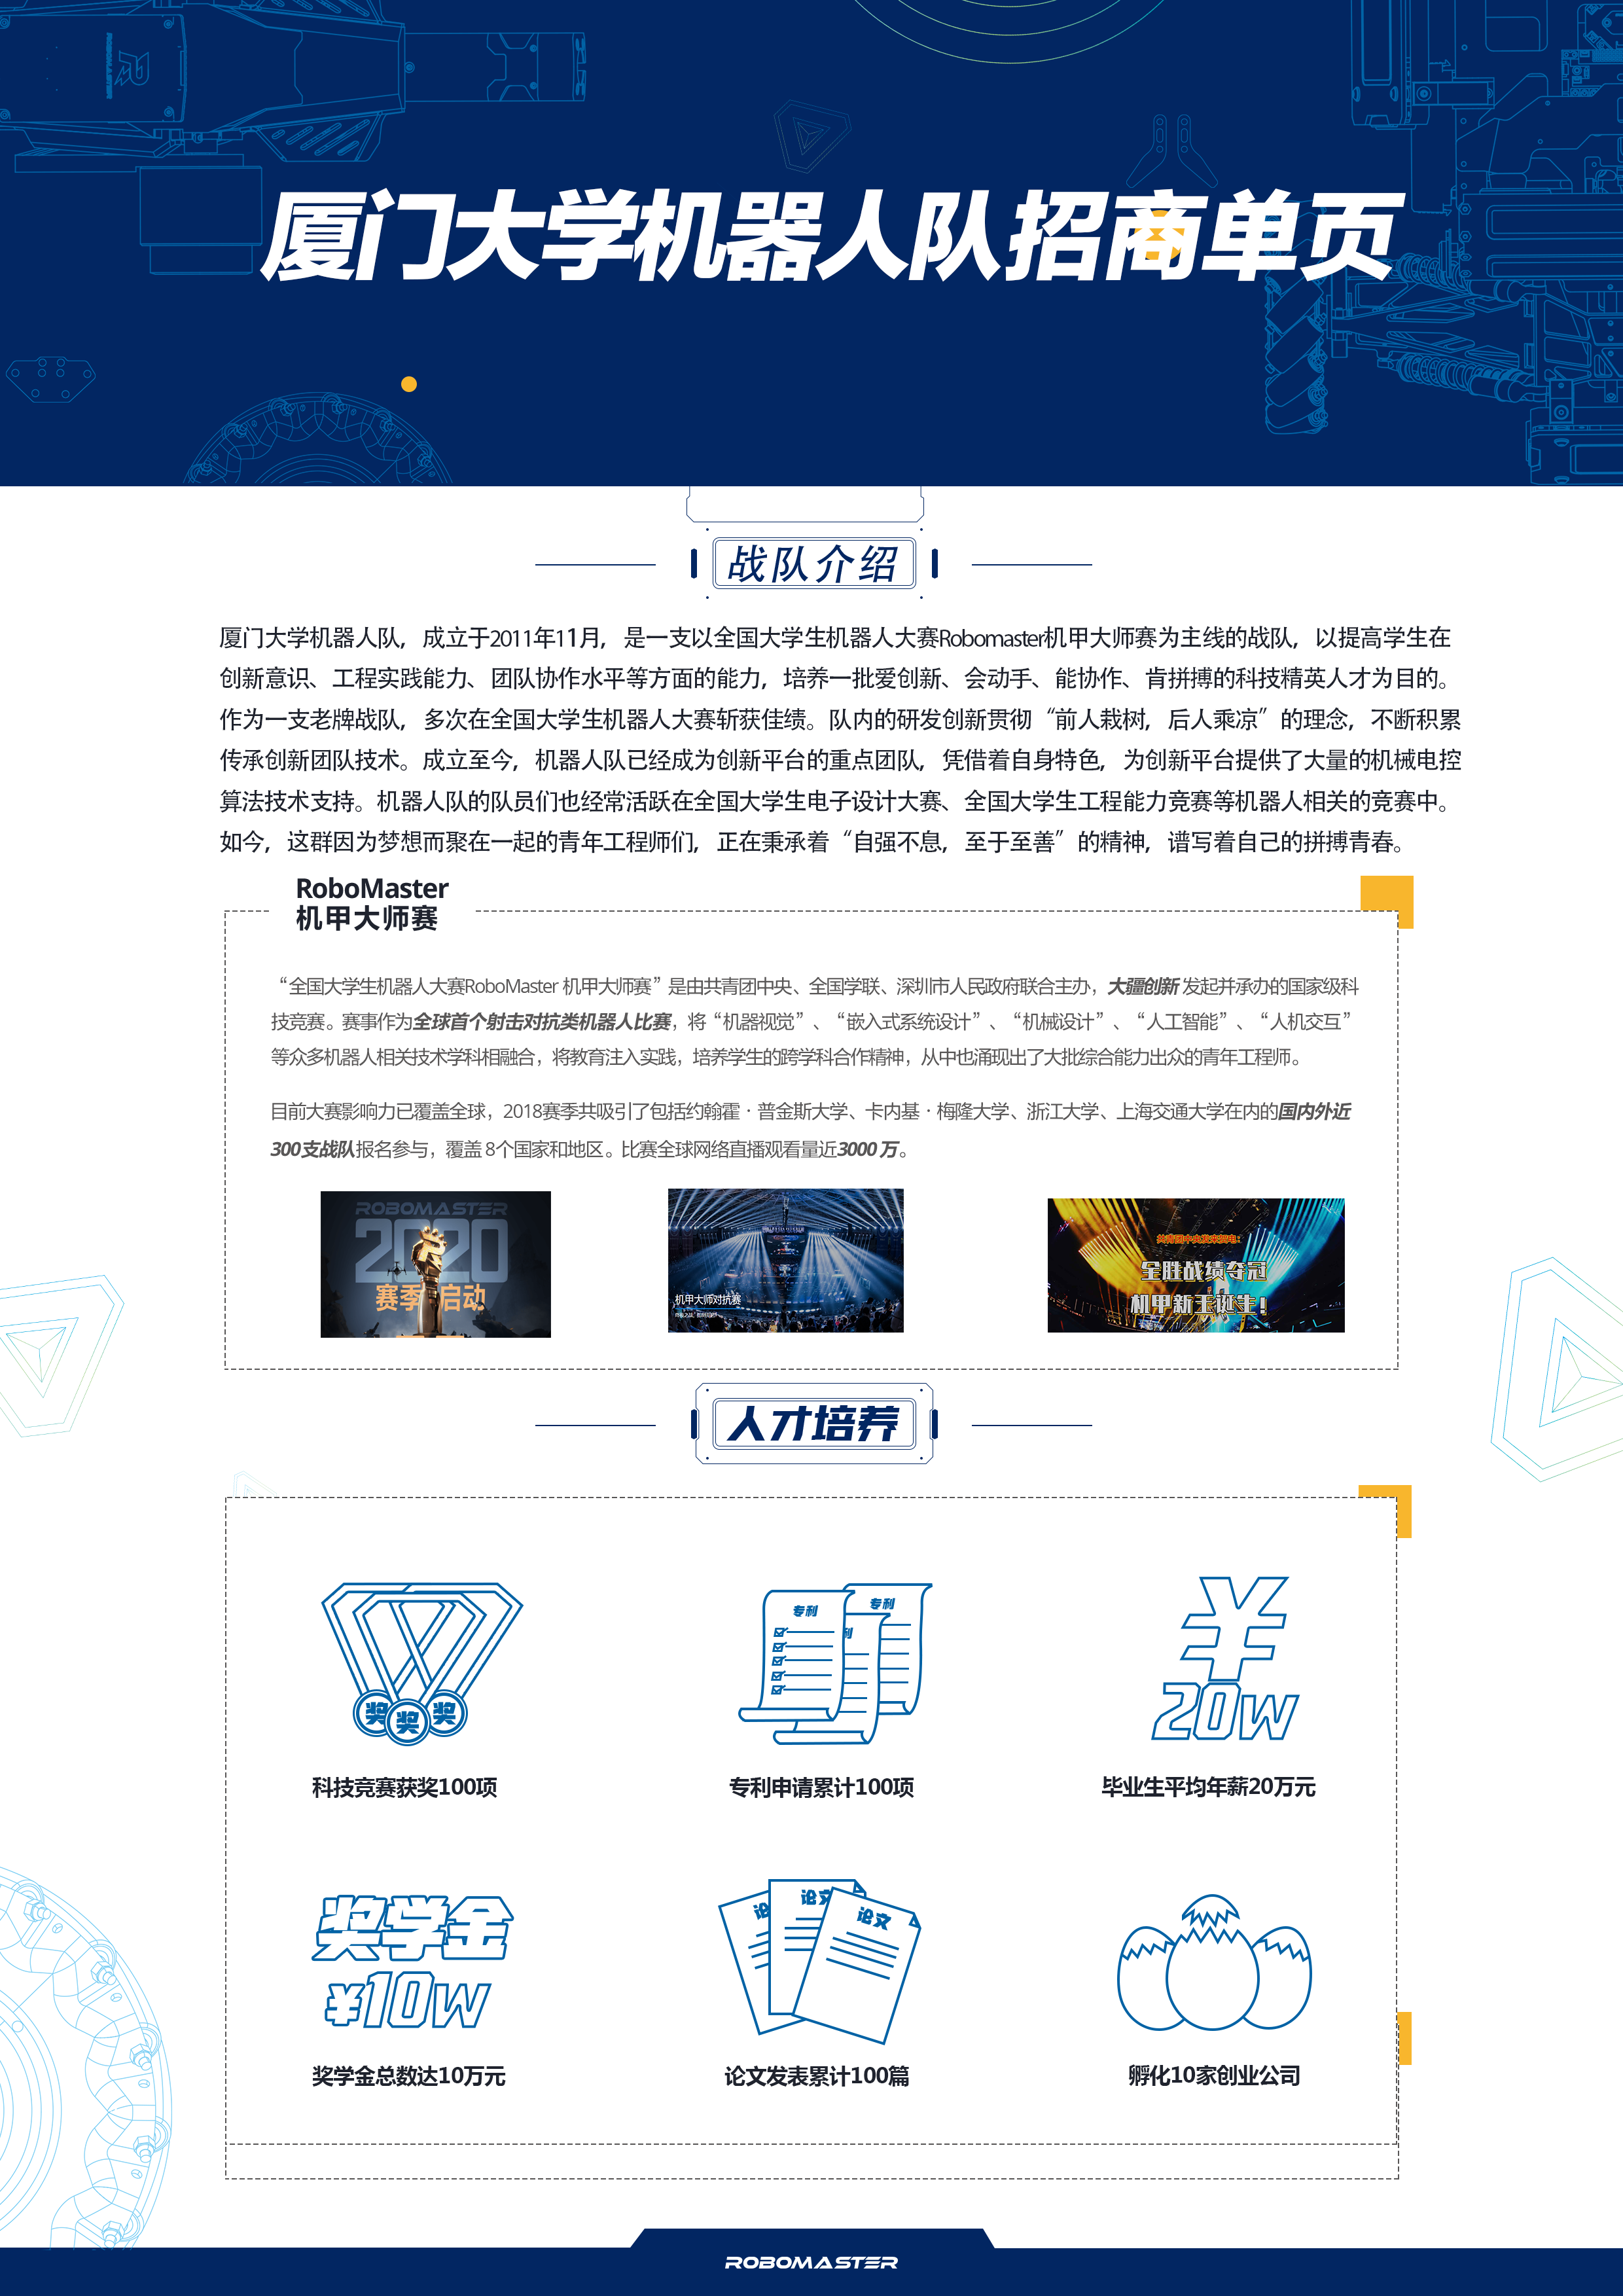 ROBOMASTER
厦门大学机器人队招商单页
战队介绍
厦门大学机器人队，成立于2011年11月，是一支以全国大学生机器人大赛Robomaster机甲大师赛为主线的战队，以提高学生在
创新意识、工程实践能力、团队协作水平等方面的能力，培养一批爱创新、会动手、能协作、肯拼搏的科技精英人才为目的。
作为一支老牌战队，多次在全国大学生机器人大赛斩获佳绩。队内的研发创新贯彻“前人栽树，后人乘凉”的理念，不断积累
传承创新团队技术。成立至今，机器人队已经成为创新平台的重点团队，凭借着自身特色，为创新平台提供了大量的机械电控
算法技术支持。机器人队的队员们也经常活跃在全国大学生电子设计大赛、全国大学生工程能力竞赛等机器人相关的竞赛中。
如今，这群因为梦想而聚在一起的青年工程师们，正在秉承着“自强不息，至于至善”的精神，谱写着自己的拼搏青春。
RoboMaster
机甲大师赛
“全国大学生机器人大赛RoboMaster 机甲大师赛”是由共青团中央、全国学联、深圳市人民政府联合主办，大疆创新 发起并承办的国家级科
技竞赛。赛事作为全球首个射击对抗类机器人比赛，将“机器视觉”、“嵌入式系统设计”、“机械设计”、“人工智能”、“人机交互”
等众多机器人相关技术学科相融合，将教育注入实践，培养学生的跨学科合作精神，从中也涌现出了大批综合能力出众的青年工程师。
目前大赛影响力已覆盖全球，2018赛季共吸引了包括约翰霍·普金斯大学、卡内基·梅隆大学、浙江大学、上海交通大学在内的国内外近
300支战队报名参与，覆盖 8个国家和地区。比赛全球网络直播观看量近3000 万。
ROBOMASTER
2020
赛季 启动
机甲大师对抗赛
共青团中央发来贺电：
全胜战绩夺冠
机甲新王诞生！
人才培养
专利
专利
利
奖
奖
奖
¥
20W
科技竞赛获奖100项
专利申请累计100项
毕业生平均年薪20万元
奖学金
¥10W
论
论文
论文
奖学金总数达10万元
论文发表累计100篇
孵化10家创业公司
ROBOMASTER